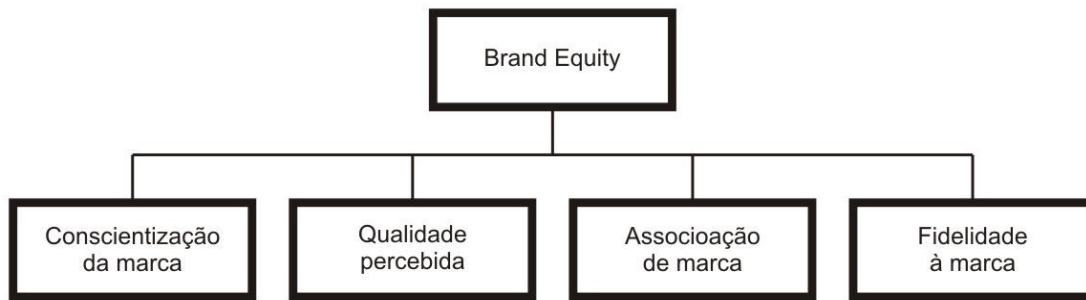 Brand Equity
Conscientização
da marca
Qualidade
percebida
Associoação
de marca
Fidelidade
à marca